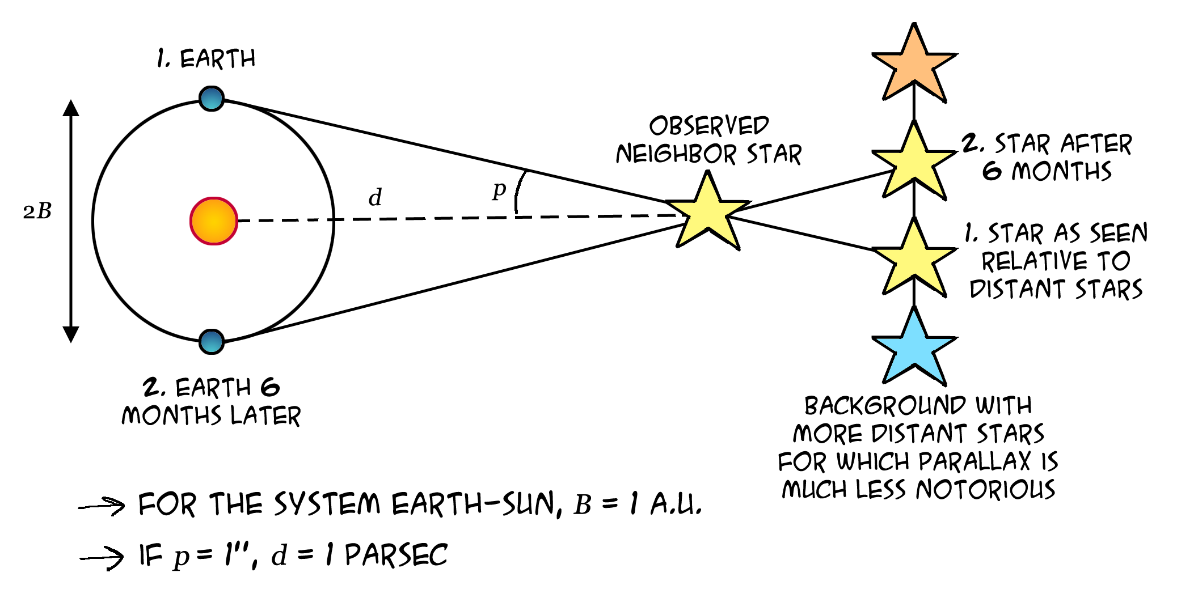 1. EARTH
2B
d
p
OBSERVED
NEIGHBOR STAR
2. STAR AFTER
6 MONTHS
1. STAR AS SEEN
RELATIVE TO
DISTANT STARS
2. EARTH 6
MONTHS LATER
BACKGROUND WITH
MORE DISTANT STARS
FOR WHICH PARALLAX IS
MUCH LESS NOTORIOUS
→ FOR THE SYSTEM EARTH-SUN, B = 1 A.U.
→ IF p = 1", d = 1 PARSEC